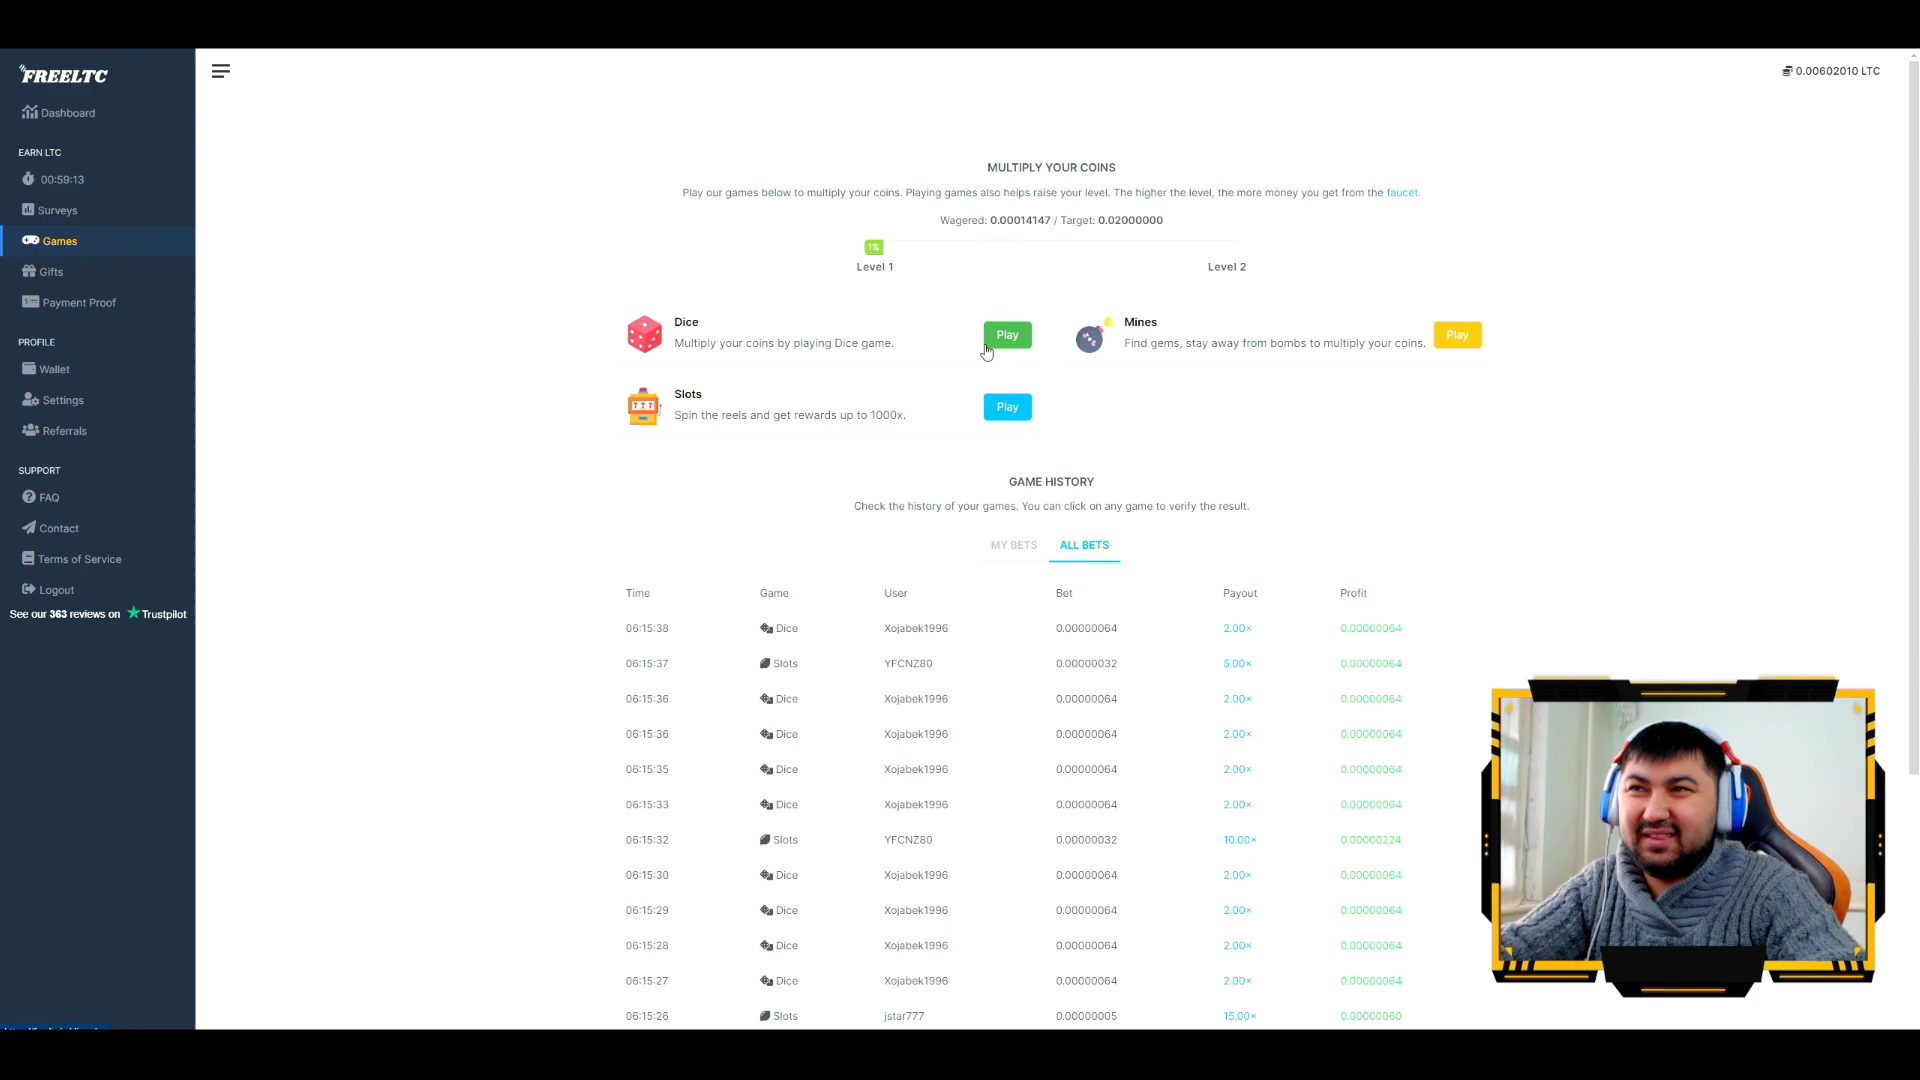 FREELTC
0.00602010 LTC
Dashboard
EARN LTC
00:59:13
Surveys
Games
Gifts
Payment Proof
PROFILE
Wallet
Settings
Referrals
SUPPORT
FAQ
Contact
Terms of Service
Logout
See our 363 reviews on Trustpilot
MULTIPLY YOUR COINS
Play our games below to multiply your coins. Playing games also helps raise your level. The higher the level, the more money you get from the faucet.
Wagered: 0.00014147 / Target: 0.02000000
1%
Level 1 Level 2
Dice
Multiply your coins by playing Dice game.
Play
Mines
Find gems, stay away from bombs to multiply your coins.
Play
Slots
Spin the reels and get rewards up to 1000x.
Play
GAME HISTORY
Check the history of your games. You can click on any game to verify the result.
MY BETS ALL BETS
Time Game User Bet Payout Profit
06:15:38 Dice Xojabek1996 0.00000064 2.00× 0.00000064
06:15:37 Slots YFCNZ80 0.00000032 5.00× 0.00000064
06:15:36 Dice Xojabek1996 0.00000064 2.00× 0.00000064
06:15:36 Dice Xojabek1996 0.00000064 2.00× 0.00000064
06:15:35 Dice Xojabek1996 0.00000064 2.00× 0.00000064
06:15:33 Dice Xojabek1996 0.00000064 2.00× 0.00000064
06:15:32 Slots YFCNZ80 0.00000032 10.00× 0.00000224
06:15:30 Dice Xojabek1996 0.00000064 2.00× 0.00000064
06:15:29 Dice Xojabek1996 0.00000064 2.00× 0.00000064
06:15:28 Dice Xojabek1996 0.00000064 2.00× 0.00000064
06:15:27 Dice Xojabek1996 0.00000064 2.00× 0.00000064
06:15:26 Slots jstar777 0.00000005 15.00× 0.00000060